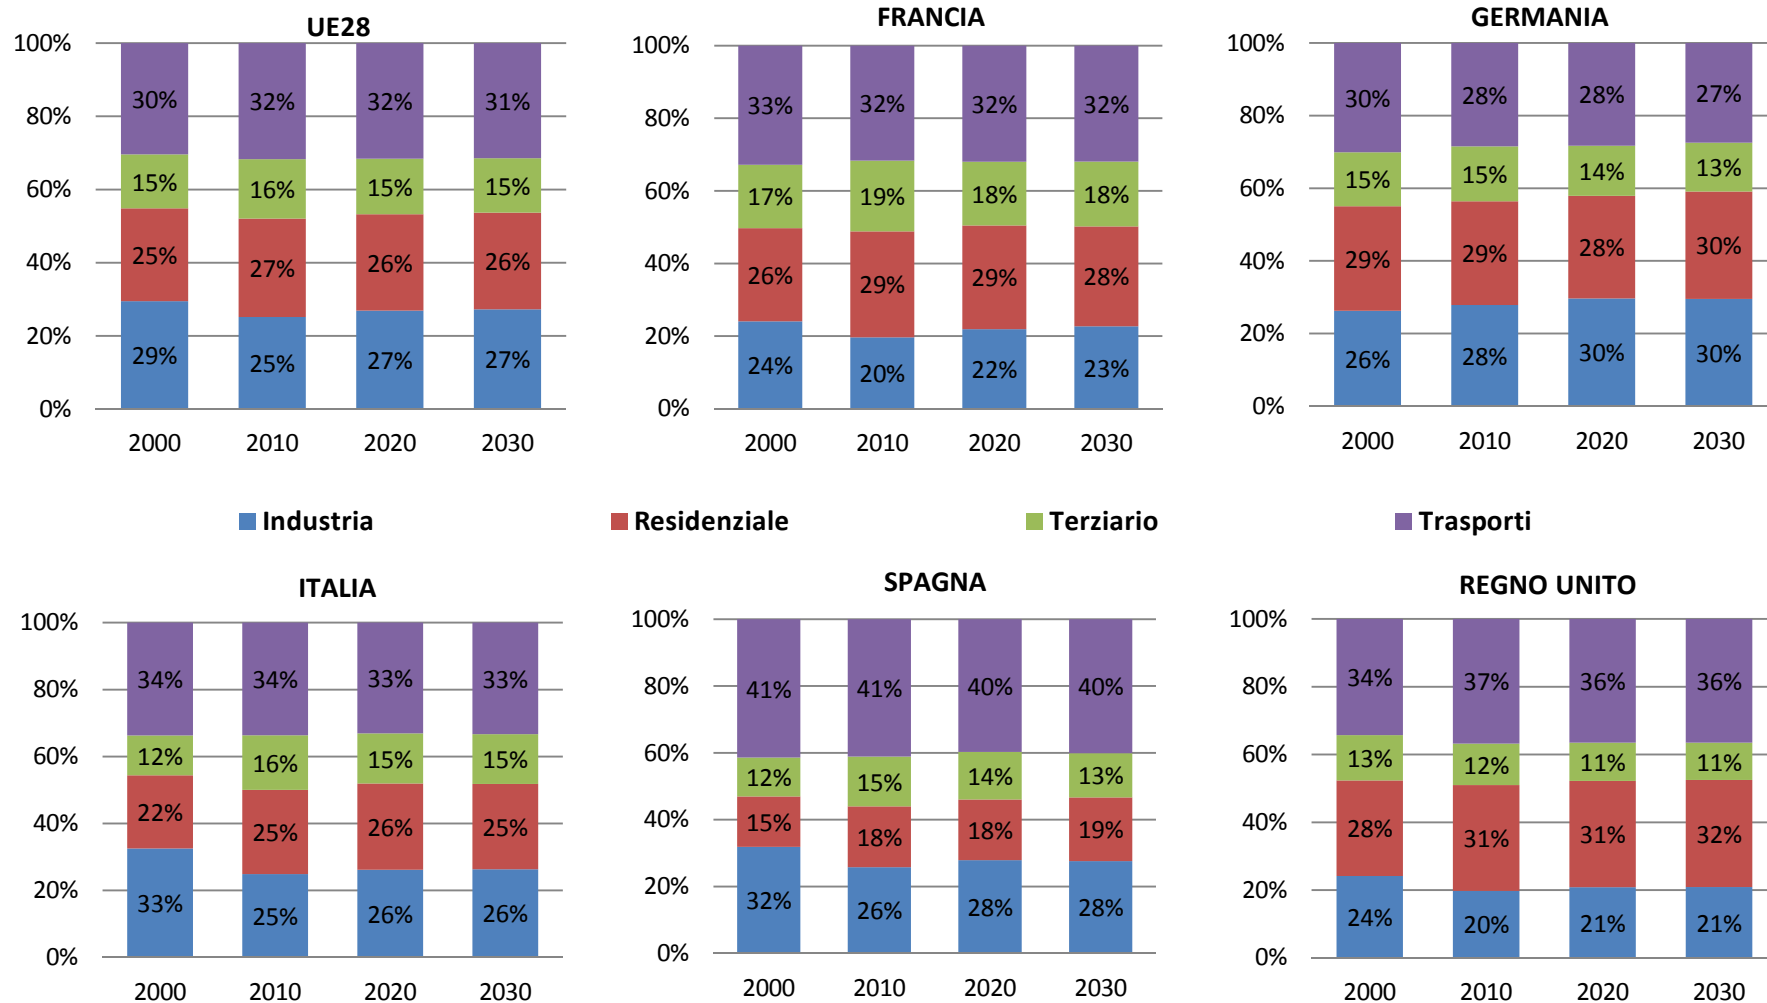 UE28
100%
80%
60%
40%
20%
0%
30% 32% 32% 31%
15% 16% 15% 15%
25% 27% 26% 26%
29% 25% 27% 27%
2000 2010 2020 2030
FRANCIA
100%
80%
60%
40%
20%
0%
33% 32% 32% 32%
17% 19% 18% 18%
26% 29% 29% 28%
24% 20% 22% 23%
2000 2010 2020 2030
GERMANIA
100%
80%
60%
40%
20%
0%
30% 28% 28% 27%
15% 15% 14% 13%
29% 29% 28% 30%
26% 28% 30% 30%
2000 2010 2020 2030
Industria Residenziale Terziario Trasporti
ITALIA
100%
80%
60%
40%
20%
0%
34% 34% 33% 33%
12% 16% 15% 15%
22% 25% 26% 25%
33% 25% 26% 26%
2000 2010 2020 2030
SPAGNA
100%
80%
60%
40%
20%
0%
41% 41% 40% 40%
12% 15% 14% 13%
15% 18% 18% 19%
32% 26% 28% 28%
2000 2010 2020 2030
REGNO UNITO
100%
80%
60%
40%
20%
0%
34% 37% 36% 36%
13% 12% 11% 11%
28% 31% 31% 32%
24% 20% 21% 21%
2000 2010 2020 2030